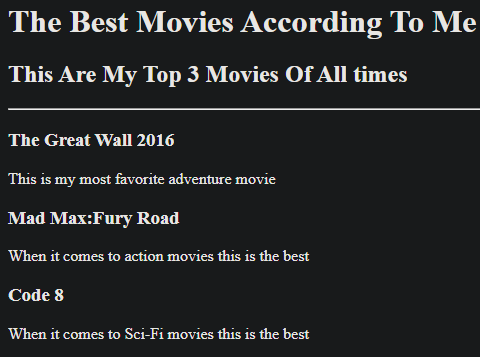 The Best Movies According To Me
This Are My Top 3 Movies Of All times
The Great Wall 2016
This is my most favorite adventure movie
Mad Max:Fury Road
When it comes to action movies this is the best
Code 8
When it comes to Sci-Fi movies this is the best